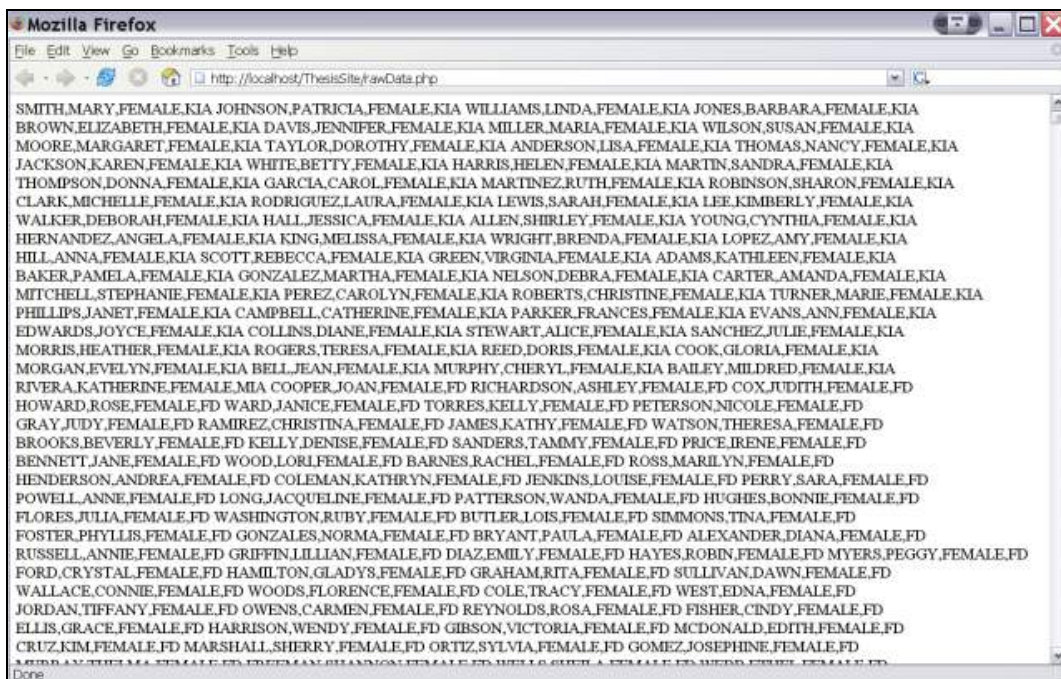 Mozilla Firefox
File Edit View Go Bookmarks Tools Help
http://localhost/ThesisSite/rawData.php
SMITH,MARY,FEMALE,KIA JOHNSON,PATRICIA,FEMALE,KIA WILLIAMS,LINDA,FEMALE,KIA JONES,BARBARA,FEMALE,KIA
BROWN,ELIZABETH,FEMALE,KIA DAVIS,JENNIFER,FEMALE,KIA MILLER,MARIA,FEMALE,KIA WILSON,SUSAN,FEMALE,KIA
MOORE,MARGARET,FEMALE,KIA TAYLOR,DOROTHY,FEMALE,KIA ANDERSON,LISA,FEMALE,KIA THOMAS,NANCY,FEMALE,KIA
JACKSON,KAREN,FEMALE,KIA WHITE,BETTY,FEMALE,KIA HARRIS,HELEN,FEMALE,KIA MARTIN,SANDRA,FEMALE,KIA
THOMPSON,DONNA,FEMALE,KIA GARCIA,CAROL,FEMALE,KIA MARTINEZ,RUTH,FEMALE,KIA ROBINSON,SHARON,FEMALE,KIA
CLARK,MICHELLE,FEMALE,KIA RODRIGUEZ,LAURA,FEMALE,KIA LEWIS,SARAH,FEMALE,KIA LEE,KIMBERLY,FEMALE,KIA
WALKER,DEBORAH,FEMALE,KIA HALL,JESSICA,FEMALE,KIA ALLEN,SHIRLEY,FEMALE,KIA YOUNG,CYNTHIA,FEMALE,KIA
HERNANDEZ,ANGELA,FEMALE,KIA KING,MELISSA,FEMALE,KIA WRIGHT,BRENDA,FEMALE,KIA LOPEZ,AMY,FEMALE,KIA
HILL,ANNA,FEMALE,KIA SCOTT,REBECCA,FEMALE,KIA GREEN,VIRGINIA,FEMALE,KIA ADAMS,KATHLEEN,FEMALE,KIA
BAKER,PAMELA,FEMALE,KIA GONZALEZ,MARTHA,FEMALE,KIA NELSON,DEBRA,FEMALE,KIA CARTER,AMANDA,FEMALE,KIA
MITCHELL,STEPHANIE,FEMALE,KIA PEREZ,CAROLYN,FEMALE,KIA ROBERTS,CHRISTINE,FEMALE,KIA TURNER,MARIE,FEMALE,KIA
PHILLIPS,JANET,FEMALE,KIA CAMPBELL,CATHERINE,FEMALE,KIA PARKER,FRANCES,FEMALE,KIA EVANS,ANN,FEMALE,KIA
EDWARDS,JOYCE,FEMALE,KIA COLLINS,DIANE,FEMALE,KIA STEWART,ALICE,FEMALE,KIA SANCHEZ,JULIE,FEMALE,KIA
MORRIS,HEATHER,FEMALE,KIA ROGERS,TERESA,FEMALE,KIA REED,DORIS,FEMALE,KIA COOK,GLORIA,FEMALE,KIA
MORGAN,EVELYN,FEMALE,KIA BELL,JEAN,FEMALE,KIA MURPHY,CHERYL,FEMALE,KIA BAILEY,MILDRED,FEMALE,KIA
RIVERA,KATHERINE,FEMALE,MIA COOPER,JOAN,FEMALE,FD RICHARDSON,ASHLEY,FEMALE,FD COX,JUDITH,FEMALE,FD
HOWARD,ROSE,FEMALE,FD WARD,JANICE,FEMALE,FD TORRES,KELLY,FEMALE,FD PETERSON,NICOLE,FEMALE,FD
GRAY,JUDY,FEMALE,FD RAMIREZ,CHRISTINA,FEMALE,FD JAMES,KATHY,FEMALE,FD WATSON,THERESA,FEMALE,FD
BROOKS,BEVERLY,FEMALE,FD KELLY,DENISE,FEMALE,FD SANDERS,TAMMY,FEMALE,FD PRICE,IRENE,FEMALE,FD
BENNETT,JANE,FEMALE,FD WOOD,LORI,FEMALE,FD BARNES,RACHEL,FEMALE,FD ROSS,MARILYN,FEMALE,FD
HENDERSON,ANDREA,FEMALE,FD COLEMAN,KATHRYN,FEMALE,FD JENKINS,LOUISE,FEMALE,FD PERRY,SARA,FEMALE,FD
POWELL,ANNE,FEMALE,FD LONG,JACQUELINE,FEMALE,FD PATTERSON,WANDA,FEMALE,FD HUGHES,BONNIE,FEMALE,FD
FLORES,JULIA,FEMALE,FD WASHINGTON,RUBY,FEMALE,FD BUTLER,LOIS,FEMALE,FD SIMMONS,TINA,FEMALE,FD
FOSTER,PHYLLIS,FEMALE,FD GONZALES,NORMA,FEMALE,FD BRYANT,PAULA,FEMALE,FD ALEXANDER,DIANA,FEMALE,FD
RUSSELL,ANNIE,FEMALE,FD GRIFFIN,LILLIAN,FEMALE,FD DIAZ,EMILY,FEMALE,FD HAYES,ROBIN,FEMALE,FD MYERS,PEGGY,FEMALE,FD
FORD,CRYSTAL,FEMALE,FD HAMILTON,GLADYS,FEMALE,FD GRAHAM,RITA,FEMALE,FD SULLIVAN,DAWN,FEMALE,FD
WALLACE,CONNIE,FEMALE,FD WOODS,FLORENCE,FEMALE,FD COLE,TRACY,FEMALE,FD WEST,EDNA,FEMALE,FD
JORDAN,TIFFANY,FEMALE,FD OWENS,CARMEN,FEMALE,FD REYNOLDS,ROSA,FEMALE,FD FISHER,CINDY,FEMALE,FD
ELLIS,GRACE,FEMALE,FD HARRISON,WENDY,FEMALE,FD GIBSON,VICTORIA,FEMALE,FD MCDONALD,EDITH,FEMALE,FD
CRUZ,KIM,FEMALE,FD MARSHALL,SHERRY,FEMALE,FD ORTIZ,SYLVIA,FEMALE,FD GOMEZ,JOSEPHINE,FEMALE,FD
Done